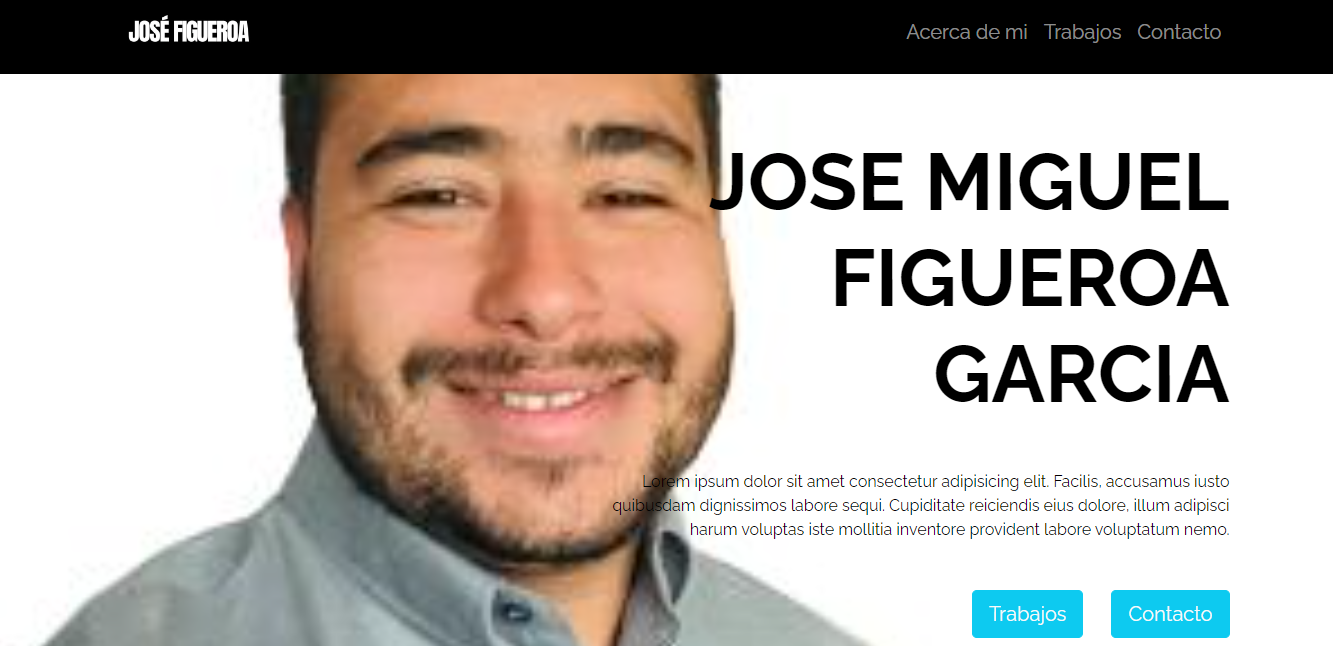 JOSÉ FIGUEROA
Acerca de mi Trabajos Contacto
JOSE MIGUEL
FIGUEROA
GARCIA
Lorem ipsum dolor sit amet consectetur adipisicing elit. Facilis, accusamus iusto
quibusdam dignissimos labore sequi. Cupiditate reiciendis eius dolore, illum adipisci
harum voluptas iste mollitia inventore provident labore voluptatum nemo.
Trabajos Contacto